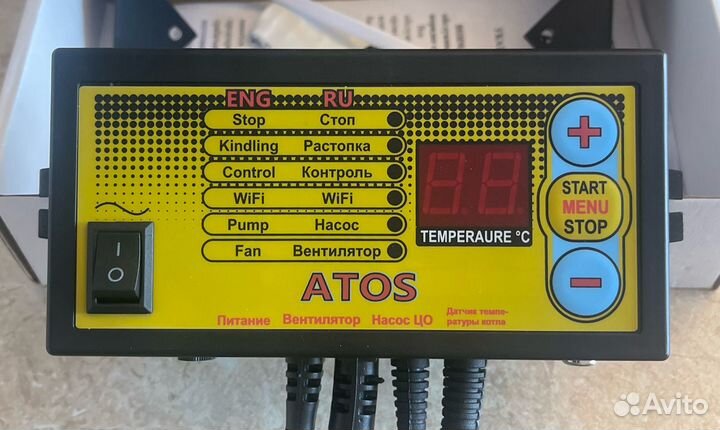 ENG RU
Stop Стоп
Kindling Растопка
Control Контроль
WiFi WiFi
Pump Насос
Fan Вентилятор
TEMPERAURE °C
+
START
MENU
STOP
−
I
O
ATOS
Питание Вентилятор Насос ЦО Датчик темпе-
ратуры котла
Avito